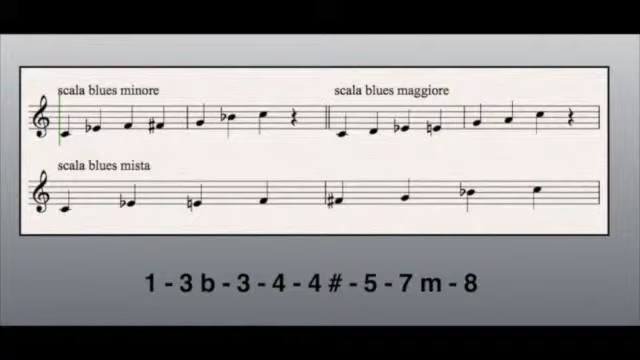 scala blues minore
scala blues maggiore
scala blues mista
1 - 3 b - 3 - 4 - 4 # - 5 - 7 m - 8